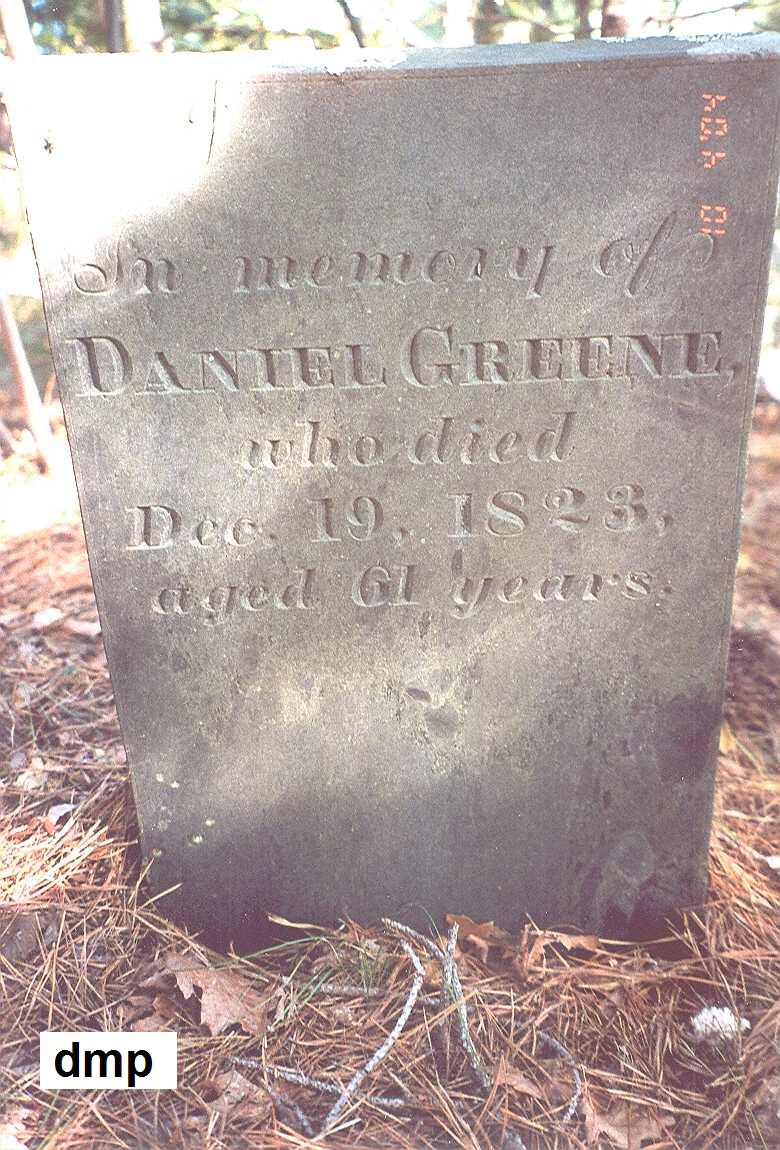 In memory of
DANIEL GREENE,
who died
Dec. 19, 1823,
aged 61 years.
dmp